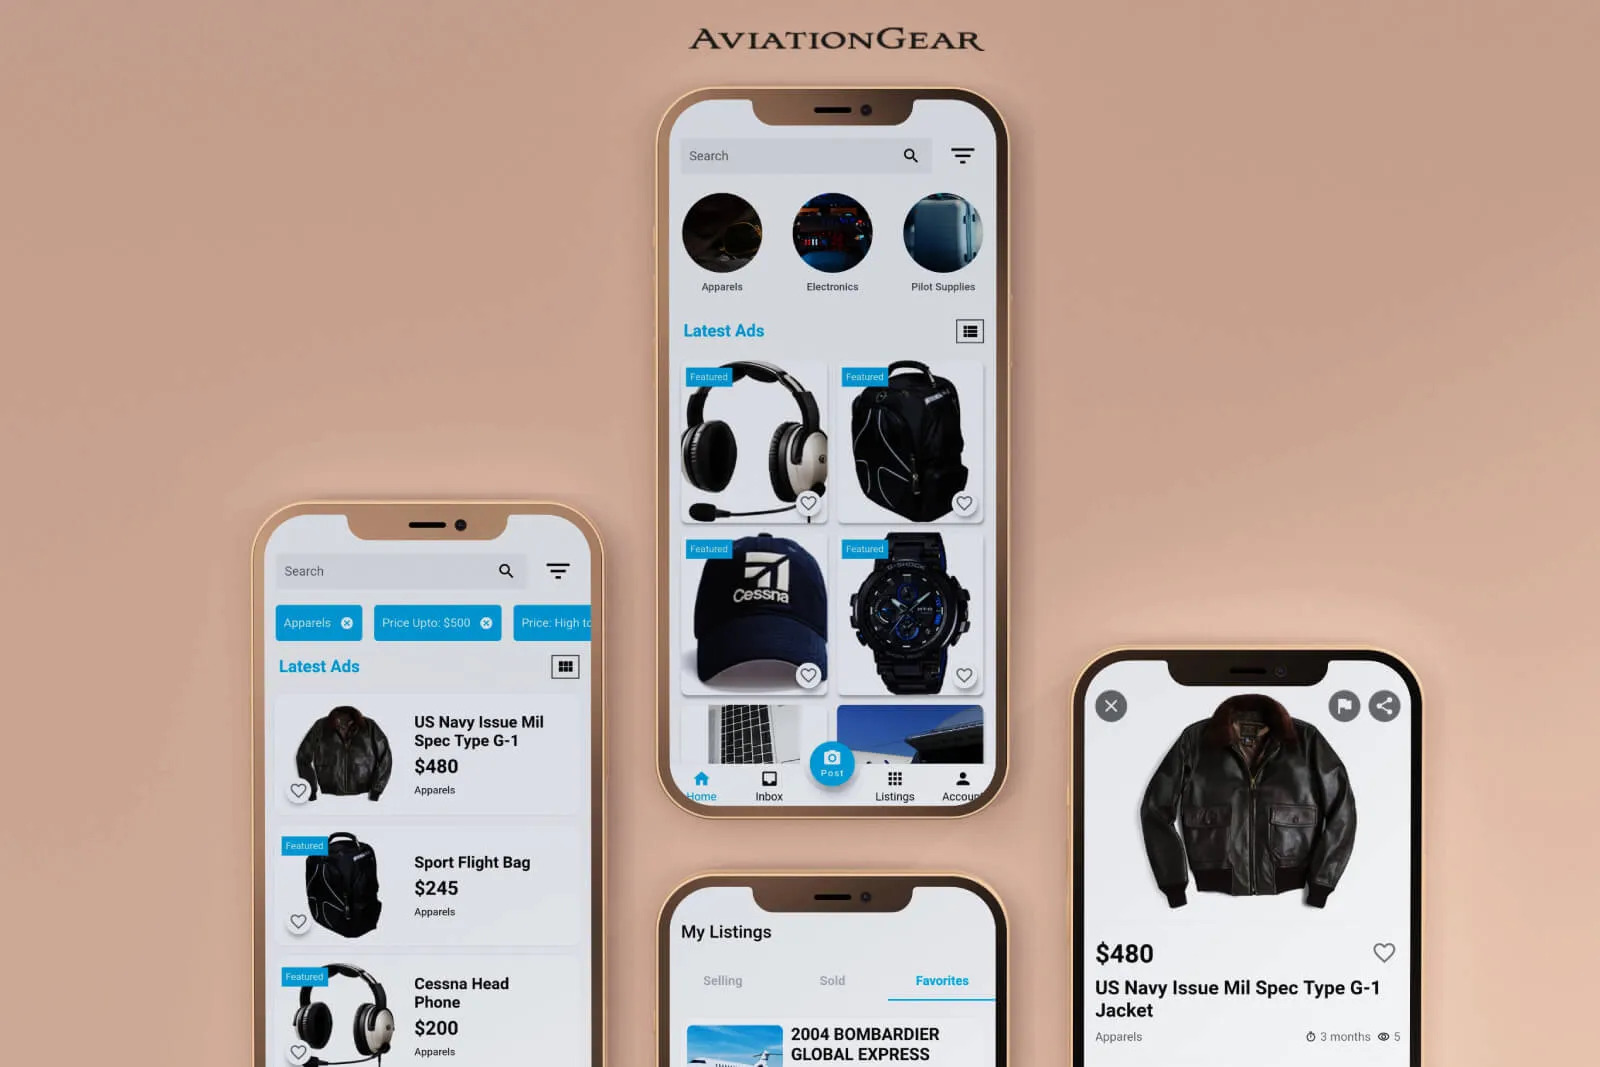 AVIATIONGEAR
Search
Apparels
Electronics
Pilot Supplies
Latest Ads
Featured
Featured
Featured
Cessna
Featured
G-SHOCK
Post
Home
Inbox
Listings
Accoun
Search
Apparels
Price Upto: $500
Price: High to
Latest Ads
US Navy Issue Mil
Spec Type G-1
$480
Apparels
Featured
Sport Flight Bag
$245
Apparels
Featured
Cessna Head
Phone
$200
Apparels
My Listings
Selling
Sold
Favorites
2004 BOMBARDIER
GLOBAL EXPRESS
$480
US Navy Issue Mil Spec Type G-1
Jacket
Apparels
3 months
5